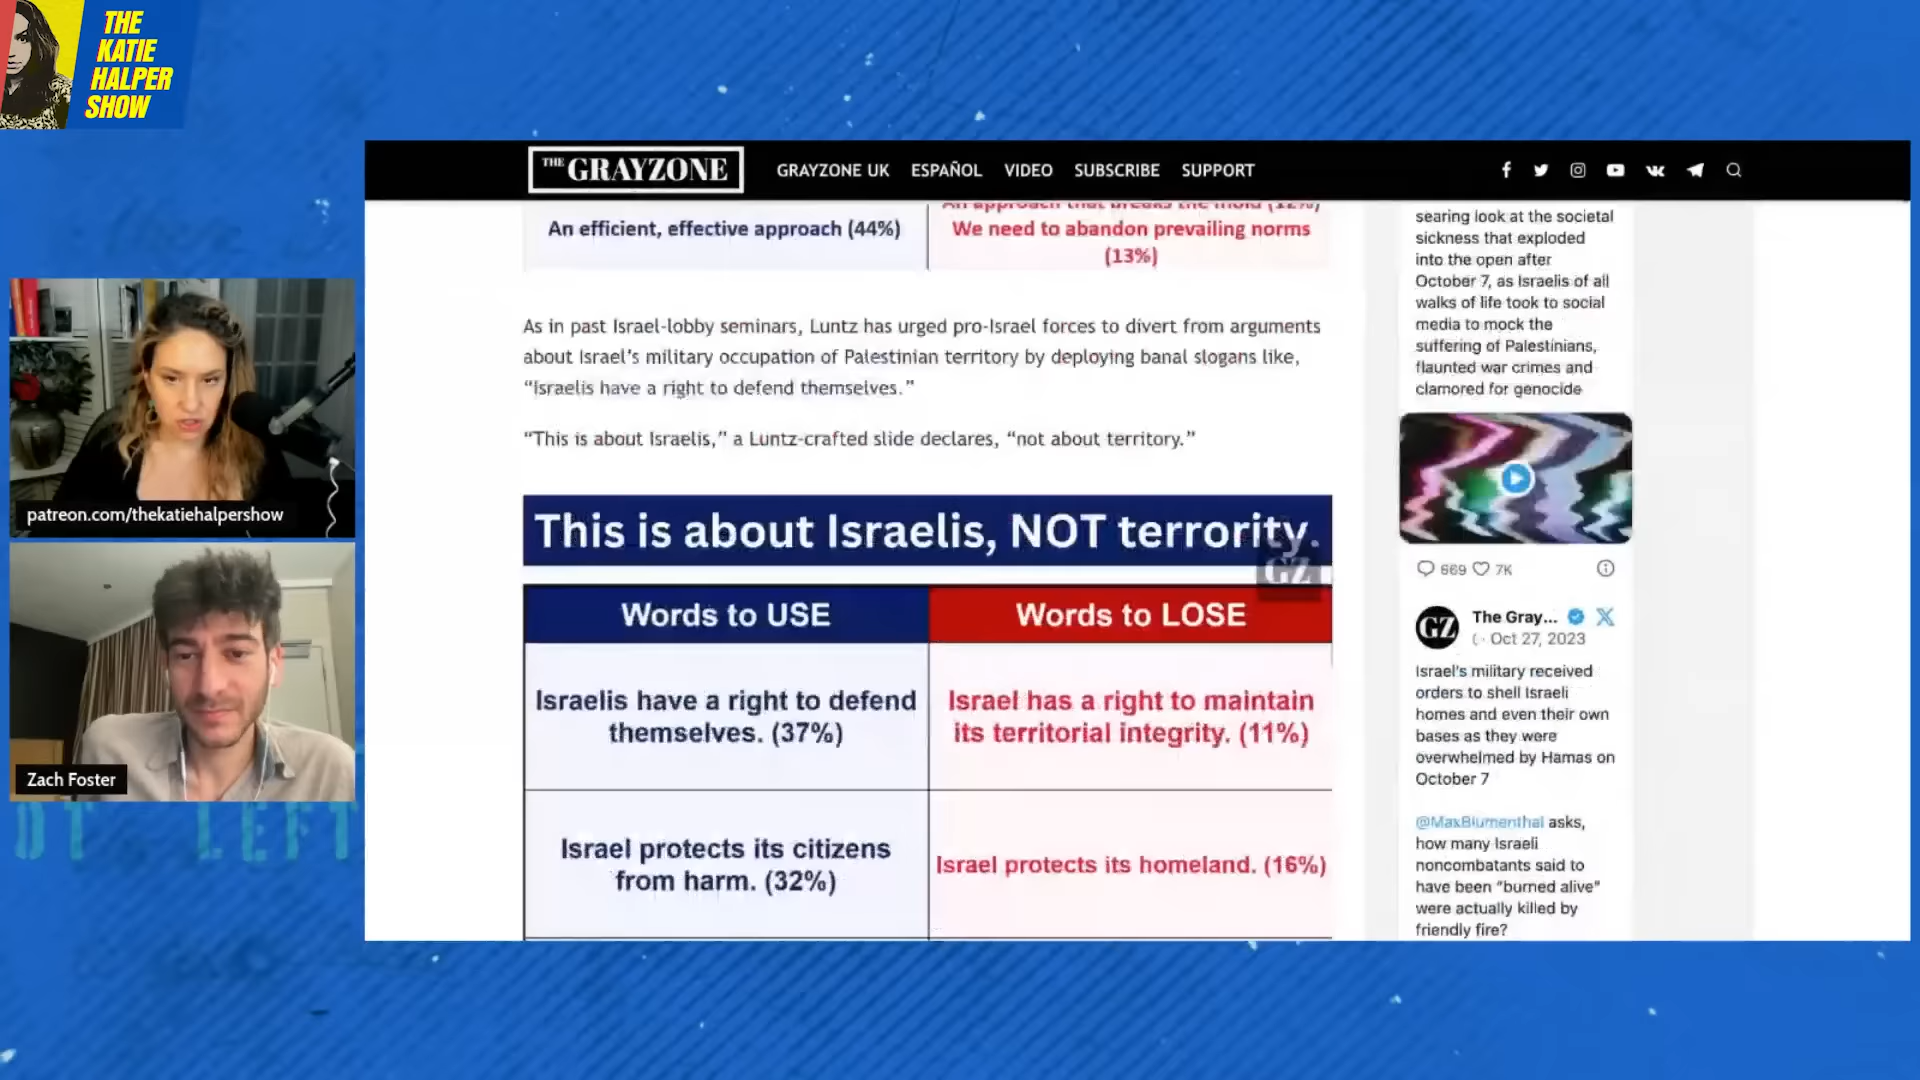 THE
KATIE
HALPER
SHOW
THE GRAYZONE
GRAYZONE UK ESPAÑOL VIDEO SUBSCRIBE SUPPORT
An efficient, effective approach (44%)
An approach that breaks the mold (12%)
We need to abandon prevailing norms
(13%)
As in past Israel-lobby seminars, Luntz has urged pro-Israel forces to divert from arguments
about Israel's military occupation of Palestinian territory by deploying banal slogans like,
“Israelis have a right to defend themselves.”
“This is about Israelis,” a Luntz-crafted slide declares, “not about territory.”
This is about Israelis, NOT terrority.
GZ
Words to USE
Words to LOSE
Israelis have a right to defend
themselves. (37%)
Israel has a right to maintain
its territorial integrity. (11%)
Israel protects its citizens
from harm. (32%)
Israel protects its homeland. (16%)
searing look at the societal
sickness that exploded
into the open after
October 7, as Israelis of all
walks of life took to social
media to mock the
suffering of Palestinians,
flaunted war crimes and
clamored for genocide
669 7K
GZ
The Gray...
Oct 27, 2023
Israel's military received
orders to shell Israeli
homes and even their own
bases as they were
overwhelmed by Hamas on
October 7
@MaxBlumenthal asks,
how many Israeli
noncombatants said to
have been "burned alive"
were actually killed by
friendly fire?
patreon.com/thekatiehalpershow
Zach Foster
LEFT